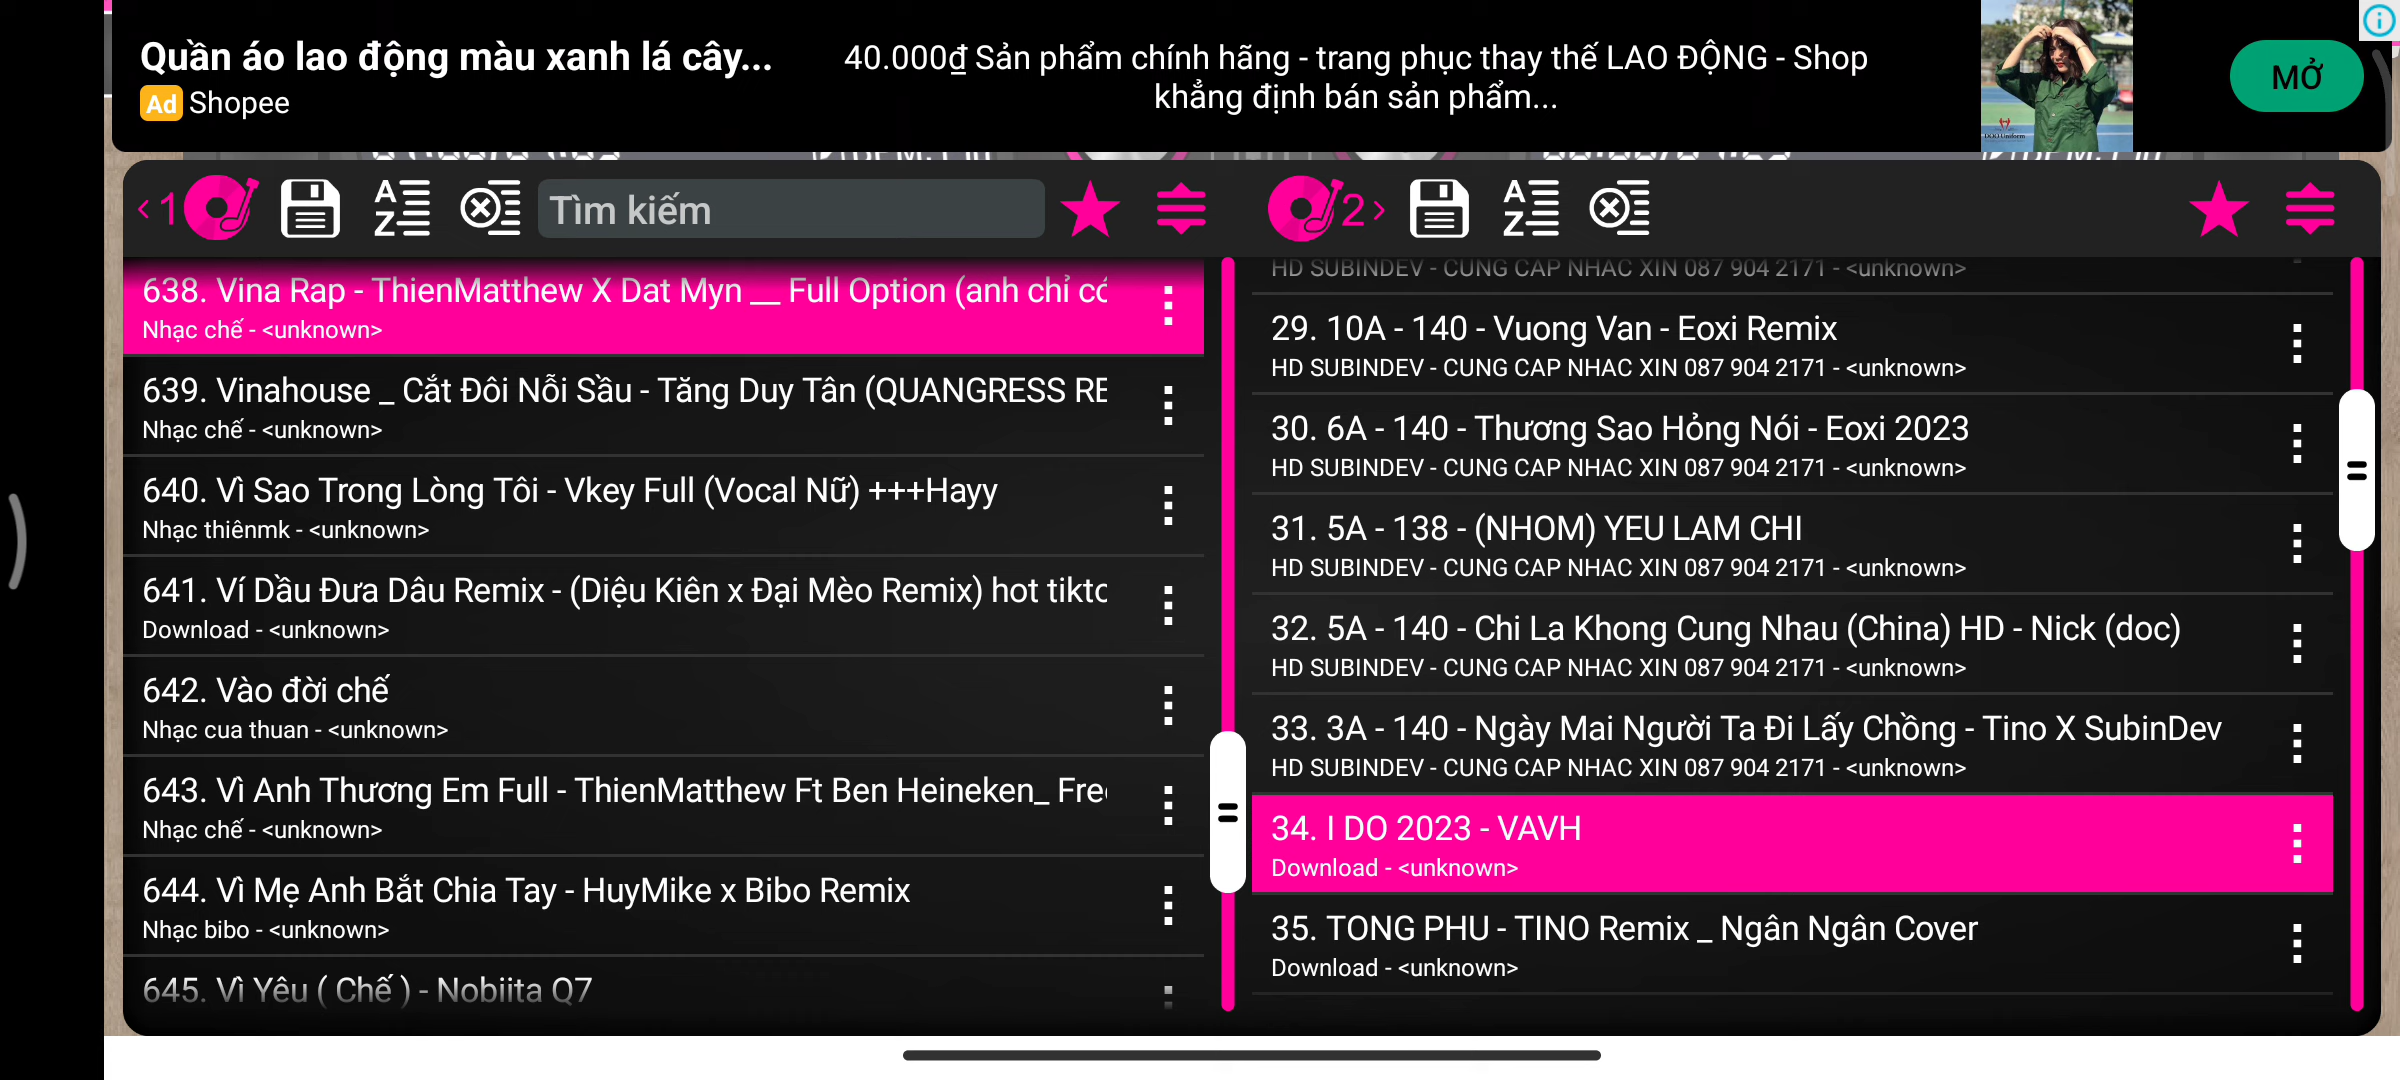 Quần áo lao động màu xanh lá cây...
Ad Shopee
40.000₫ Sản phẩm chính hãng - trang phục thay thế LAO ĐỘNG - Shop
khẳng định bán sản phẩm...
MỞ
1
A
Z
Tìm kiếm
638. Vina Rap - ThienMatthew X Dat Myn __ Full Option (anh chỉ có
Nhạc chế - <unknown>
639. Vinahouse _ Cắt Đôi Nỗi Sầu - Tăng Duy Tân (QUANGRESS RE
Nhạc chế - <unknown>
640. Vì Sao Trong Lòng Tôi - Vkey Full (Vocal Nữ) +++Hayy
Nhạc thiênmk - <unknown>
641. Ví Dầu Đưa Dâu Remix - (Diệu Kiên x Đại Mèo Remix) hot tikto
Download - <unknown>
642. Vào đời chế
Nhạc cua thuan - <unknown>
643. Vì Anh Thương Em Full - ThienMatthew Ft Ben Heineken_ Free
Nhạc chế - <unknown>
644. Vì Mẹ Anh Bắt Chia Tay - HuyMike x Bibo Remix
Nhạc bibo - <unknown>
645. Vì Yêu ( Chế ) - Nobiita Q7
2
A
Z
HD SUBINDEV - CUNG CAP NHAC XIN 087 904 2171 - <unknown>
29. 10A - 140 - Vuong Van - Eoxi Remix
HD SUBINDEV - CUNG CAP NHAC XIN 087 904 2171 - <unknown>
30. 6A - 140 - Thương Sao Hỏng Nói - Eoxi 2023
HD SUBINDEV - CUNG CAP NHAC XIN 087 904 2171 - <unknown>
31. 5A - 138 - (NHOM) YEU LAM CHI
HD SUBINDEV - CUNG CAP NHAC XIN 087 904 2171 - <unknown>
32. 5A - 140 - Chi La Khong Cung Nhau (China) HD - Nick (doc)
HD SUBINDEV - CUNG CAP NHAC XIN 087 904 2171 - <unknown>
33. 3A - 140 - Ngày Mai Người Ta Đi Lấy Chồng - Tino X SubinDev
HD SUBINDEV - CUNG CAP NHAC XIN 087 904 2171 - <unknown>
34. I DO 2023 - VAVH
Download - <unknown>
35. TONG PHU - TINO Remix _ Ngân Ngân Cover
Download - <unknown>